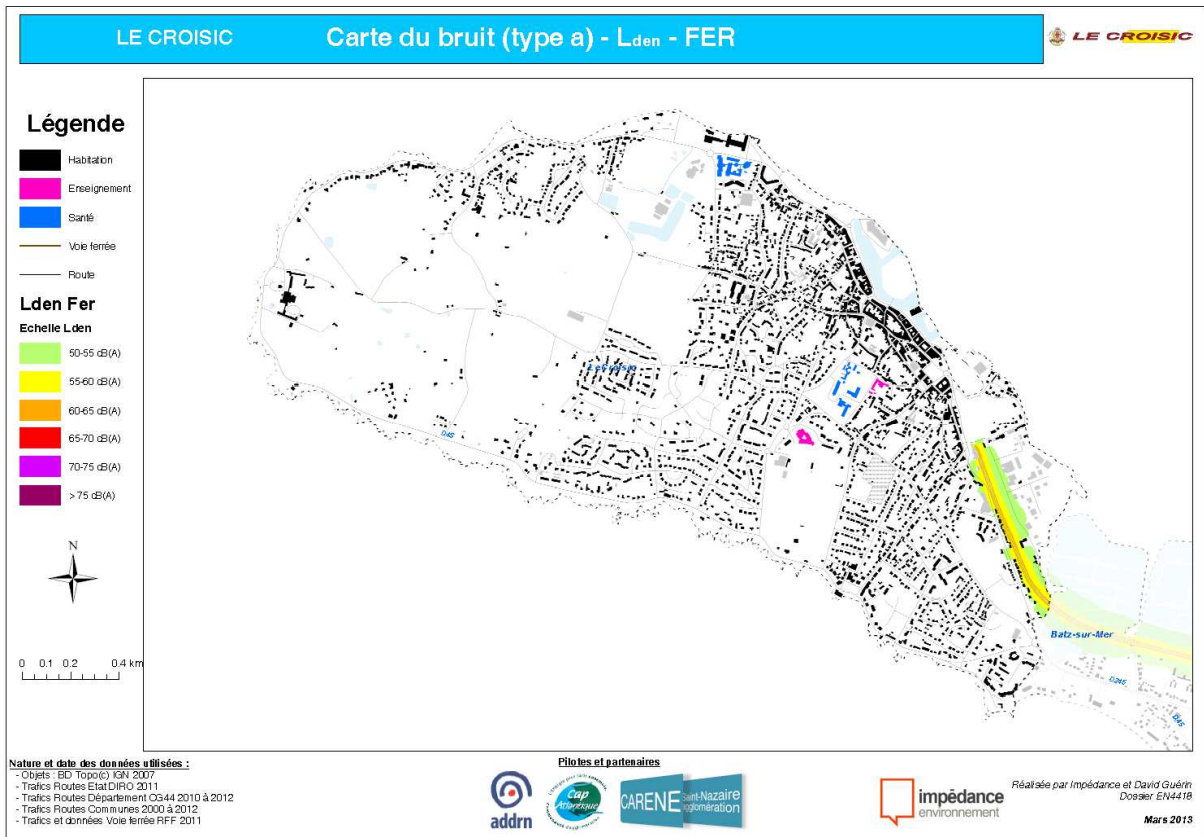 LE CROISIC
Carte du bruit (type a) - Lden - FER
LE CROISIC
Légende
Habitation
Enseignement
Santé
Voie ferrée
Route
Lden Fer
Echelle Lden
50-55 dB(A)
55-60 dB(A)
60-65 dB(A)
65-70 dB(A)
70-75 dB(A)
> 75 dB(A)
N
0 0.1 0.2 0.4 km
Le Croisic
D45
Batz-sur-Mer
D245
D45
Nature et date des données utilisées :
- Objets : BD Topo(c) IGN 2007
- Trafics Routes Etat DIRO 2011
- Trafics Routes Département CG44 2010 à 2012
- Trafics Routes Communes 2000 à 2012
- Trafics et données Voie ferrée RFF 2011
Pilotes et partenaires
addrn
Cap
Atlantique
CARENE
Saint-Nazaire
agglomération
impédance
environnement
Réalisée par Impédance et David Guérin
Dossier EN4418
Mars 2013